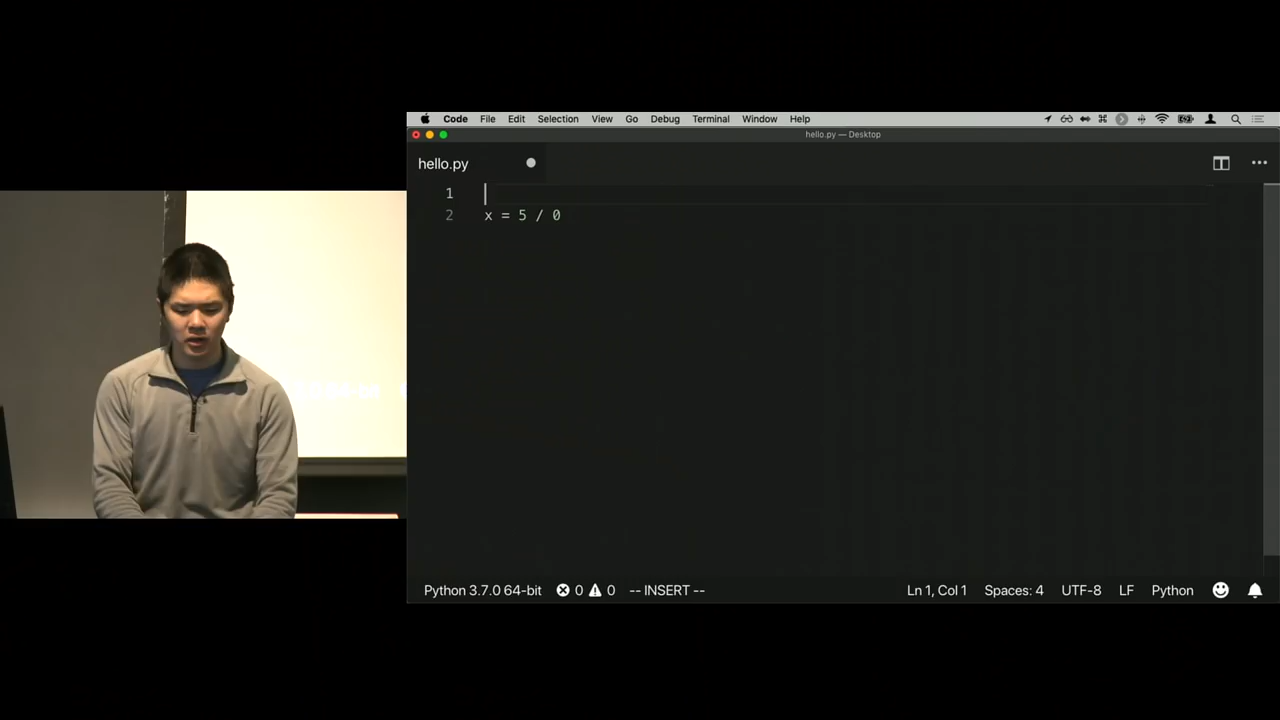 Code File Edit Selection View Go Debug Terminal Window Help
hello.py — Desktop
hello.py
1
2 x = 5 / 0
Python 3.7.0 64-bit 0 0 -- INSERT -- Ln 1, Col 1 Spaces: 4 UTF-8 LF Python